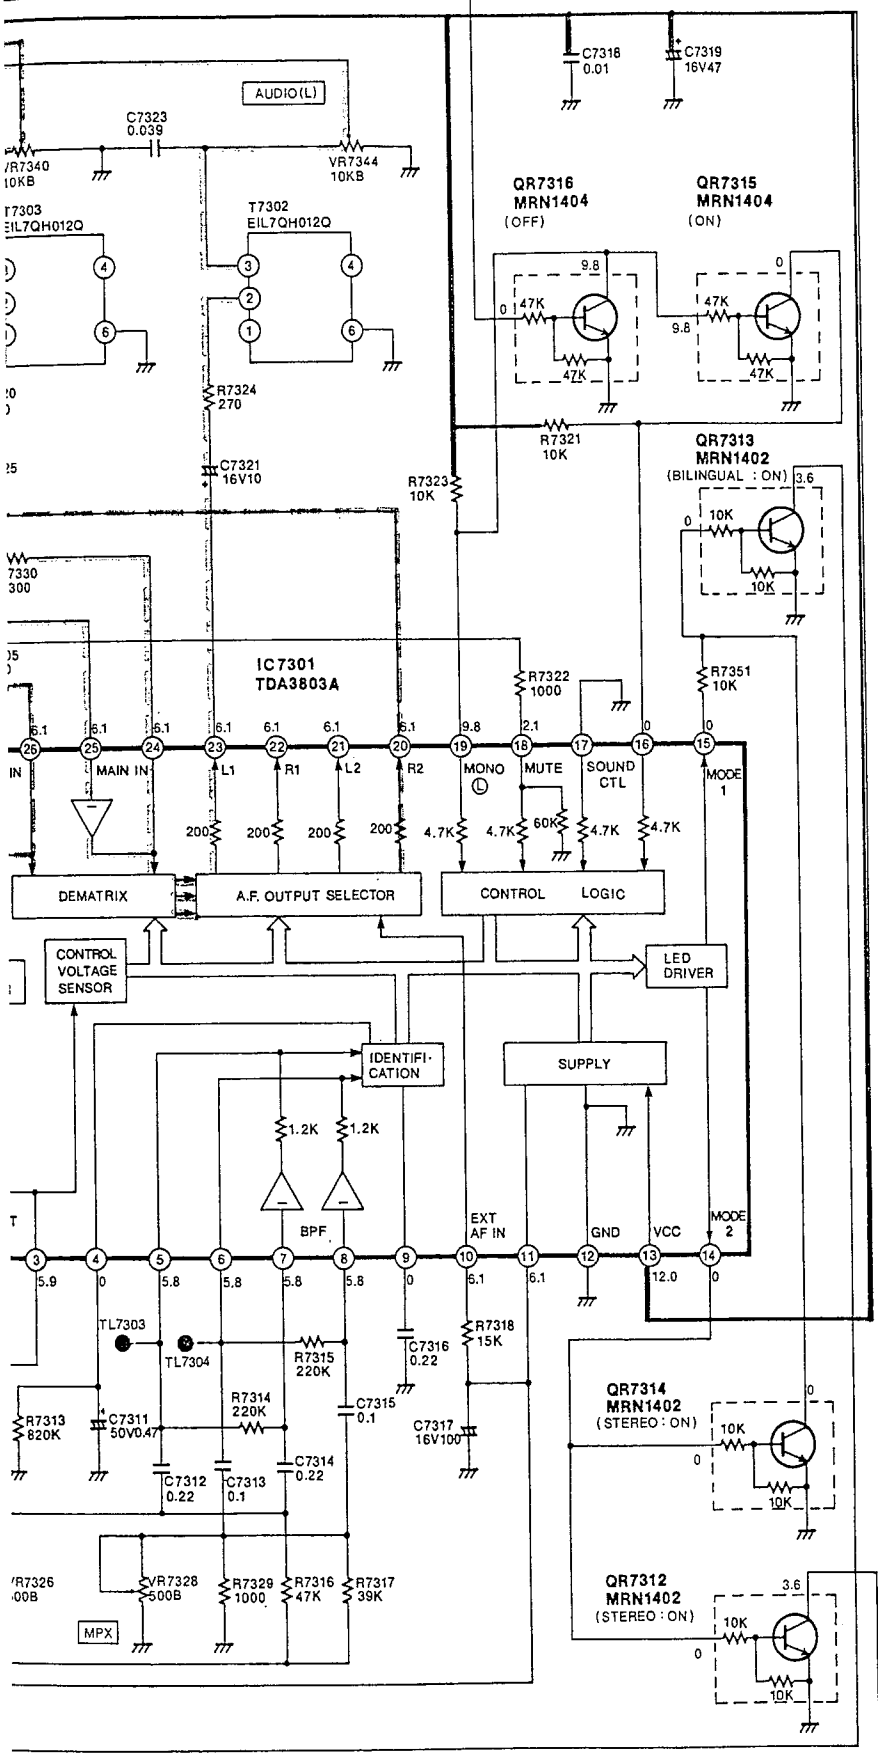 C7318
0.01
C7319
16V47
AUDIO(L)
C7323
0.039
VR7340
10KB
VR7344
10KB
QR7316
MRN1404
(OFF)
QR7315
MRN1404
(ON)
T7303
EIL7QH012Q
T7302
EIL7QH012Q
9.8
0
3
4
4
2
0
47K
47K
9.8
1
6
6
47K
47K
R7324
270
R7321
10K
QR7313
MRN1402
(BILINGUAL : ON)
3.6
C7321
16V10
R7323
10K
0
10K
10K
7330
300
IC7301
TDA3803A
R7322
1000
R7351
10K
6.1
6.1
6.1
6.1
6.1
6.1
6.1
9.8
2.1
0
0
26
25
24
23
22
21
20
19
18
17
16
15
IN
MAIN IN
L1
R1
L2
R2
MONO
L
MUTE
SOUND
CTL
MODE
1
200
200
200
200
4.7K
4.7K
60K
4.7K
4.7K
DEMATRIX
A.F. OUTPUT SELECTOR
CONTROL LOGIC
CONTROL
VOLTAGE
SENSOR
LED
DRIVER
IDENTIFI-
CATION
SUPPLY
1.2K
1.2K
T
BPF
EXT
AF IN
GND
VCC
MODE
2
3
4
5
6
7
8
9
10
11
12
13
14
5.9
0
5.8
5.8
5.8
5.8
0
6.1
6.1
12.0
0
TL7303
TL7304
R7315
220K
C7316
0.22
R7318
15K
R7313
820K
C7311
50V0.47
R7314
220K
C7315
0.1
C7317
16V100
QR7314
MRN1402
(STEREO : ON)
0
10K
0
10K
C7312
0.22
C7313
0.1
C7314
0.22
VR7326
500B
VR7328
500B
R7329
1000
R7316
47K
R7317
39K
QR7312
MRN1402
(STEREO : ON)
3.6
10K
0
10K
MPX